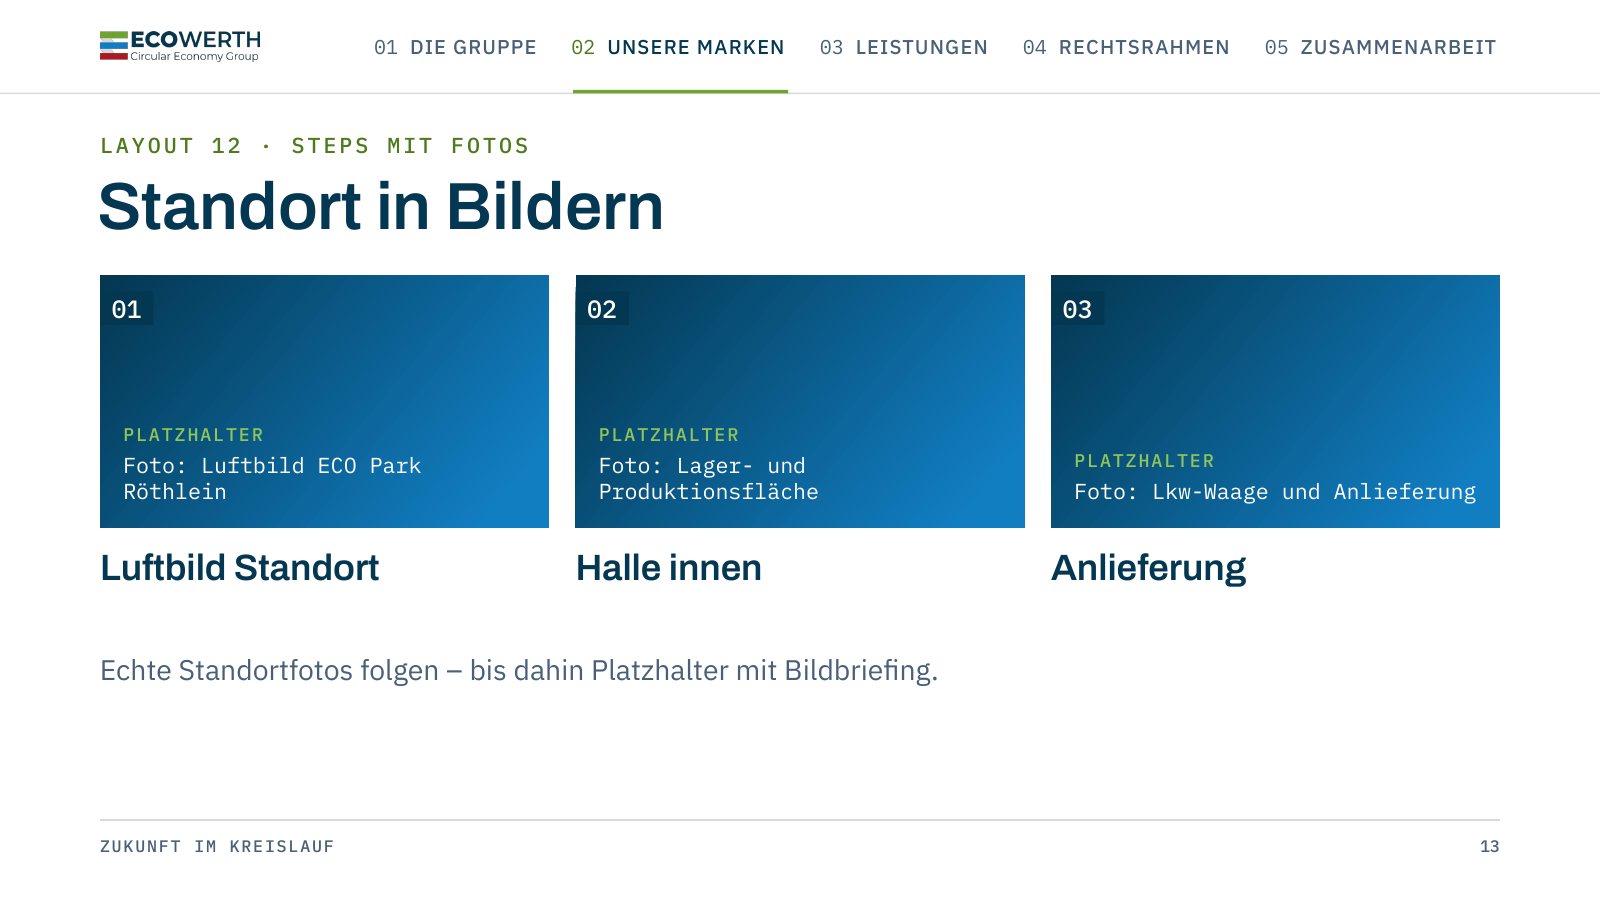 ECOWERTH
Circular Economy Group
01 DIE GRUPPE
02 UNSERE MARKEN
03 LEISTUNGEN
04 RECHTSRAHMEN
05 ZUSAMMENARBEIT
LAYOUT 12 · STEPS MIT FOTOS
Standort in Bildern
01
PLATZHALTER
Foto: Luftbild ECO Park
Röthlein
Luftbild Standort
02
PLATZHALTER
Foto: Lager- und
Produktionsfläche
Halle innen
03
PLATZHALTER
Foto: Lkw-Waage und Anlieferung
Anlieferung
Echte Standortfotos folgen – bis dahin Platzhalter mit Bildbriefing.
ZUKUNFT IM KREISLAUF
13